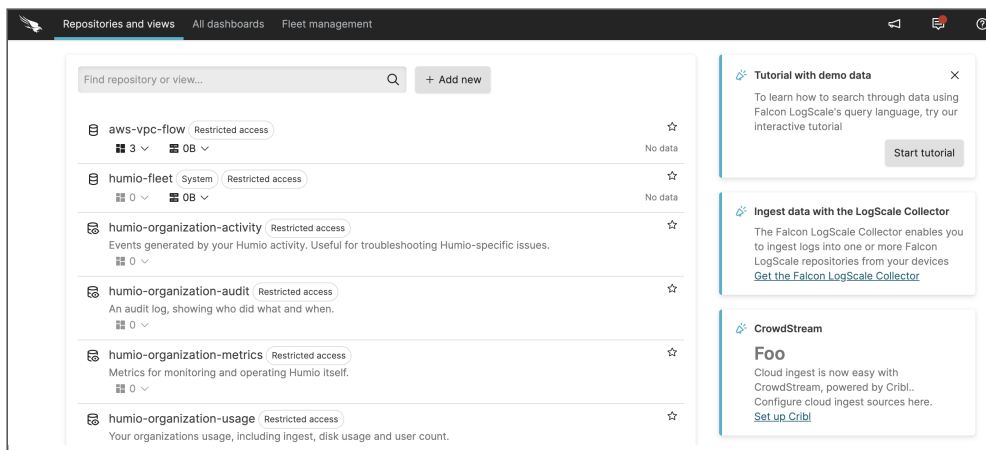 Repositories and views All dashboards Fleet management
Find repository or view...
+ Add new
aws-vpc-flow Restricted access
3 0B No data
humio-fleet System Restricted access
0 0B No data
humio-organization-activity Restricted access
Events generated by your Humio activity. Useful for troubleshooting Humio-specific issues.
0
humio-organization-audit Restricted access
An audit log, showing who did what and when.
0
humio-organization-metrics Restricted access
Metrics for monitoring and operating Humio itself.
0
humio-organization-usage Restricted access
Your organizations usage, including ingest, disk usage and user count.
Tutorial with demo data
To learn how to search through data using
Falcon LogScale's query language, try our
interactive tutorial
Start tutorial
Ingest data with the LogScale Collector
The Falcon LogScale Collector enables you
to ingest logs into one or more Falcon
LogScale repositories from your devices
Get the Falcon LogScale Collector
CrowdStream
Foo
Cloud ingest is now easy with
CrowdStream, powered by Cribl..
Configure cloud ingest sources here.
Set up Cribl